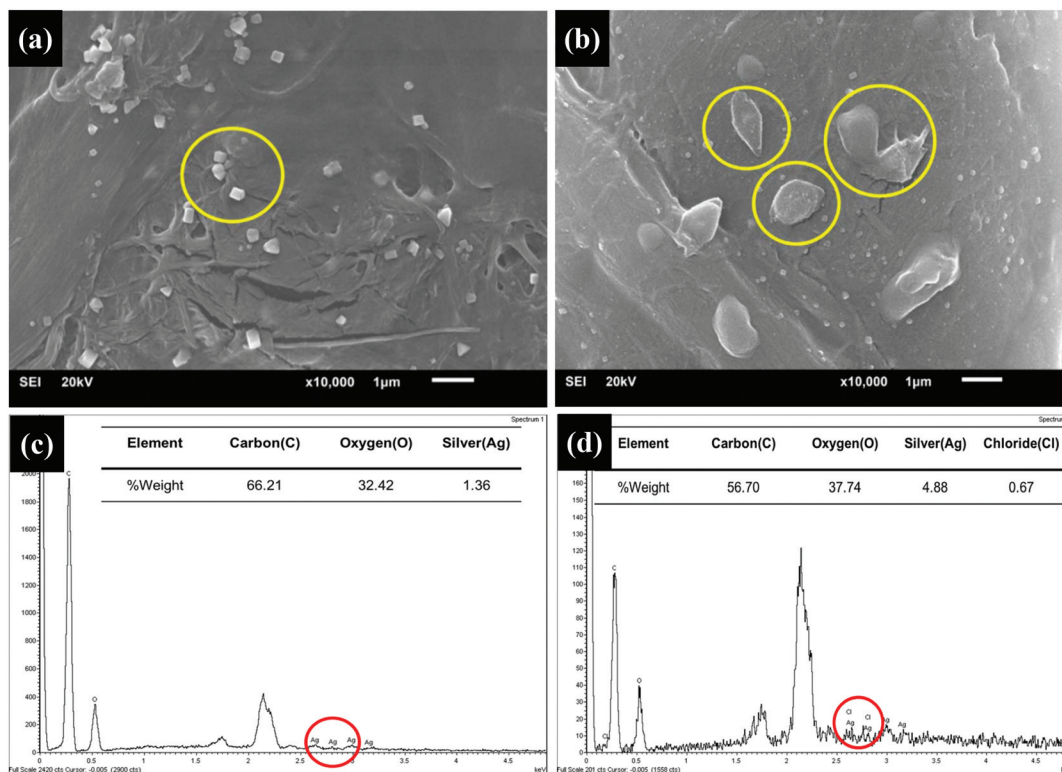 (a)
SEI 20kV x10,000 1μm
(b)
SEI 20kV x10,000 1μm
(c)
Spectrum 1
Element Carbon(C) Oxygen(O) Silver(Ag)
%Weight 66.21 32.42 1.36
2000
1800
1600
1400
1200
1000
800
600
400
200
0
C
O
Ag
Ag
Ag
Ag
0 0.5 1 1.5 2 2.5 3 3.5 4 4.5
keV
Full Scale 2420 cts Cursor: -0.005 (2900 cts)
(d)
Spectrum
Element Carbon(C) Oxygen(O) Silver(Ag) Chloride(Cl)
%Weight 56.70 37.74 4.88 0.67
160
150
140
130
120
110
100
90
80
70
60
50
40
30
20
10
0
C
O
Cl
Cl
Cl
Ag
Ag
Ag
Ag
0 0.5 1 1.5 2 2.5 3 3.5 4 4.5
Full Scale 201 cts Cursor: -0.005 (1558 cts)